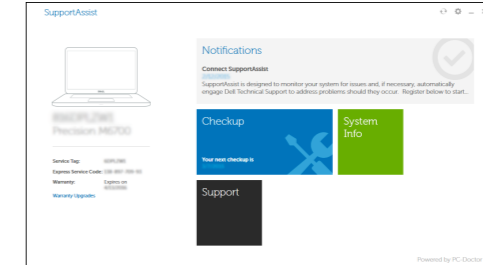 SupportAssist
Notifications
Connect SupportAssist
SupportAssist is designed to monitor your system for issues and, if necessary, automatically
engage Dell Technical Support to address problems should they occur. Register below to start...
Precision M6700
Checkup
System
Info
Service Tag:
Your next checkup is
Express Service Code:
Warranty:
Expires on
Warranty Upgrades
Support
Powered by PC-Doctor